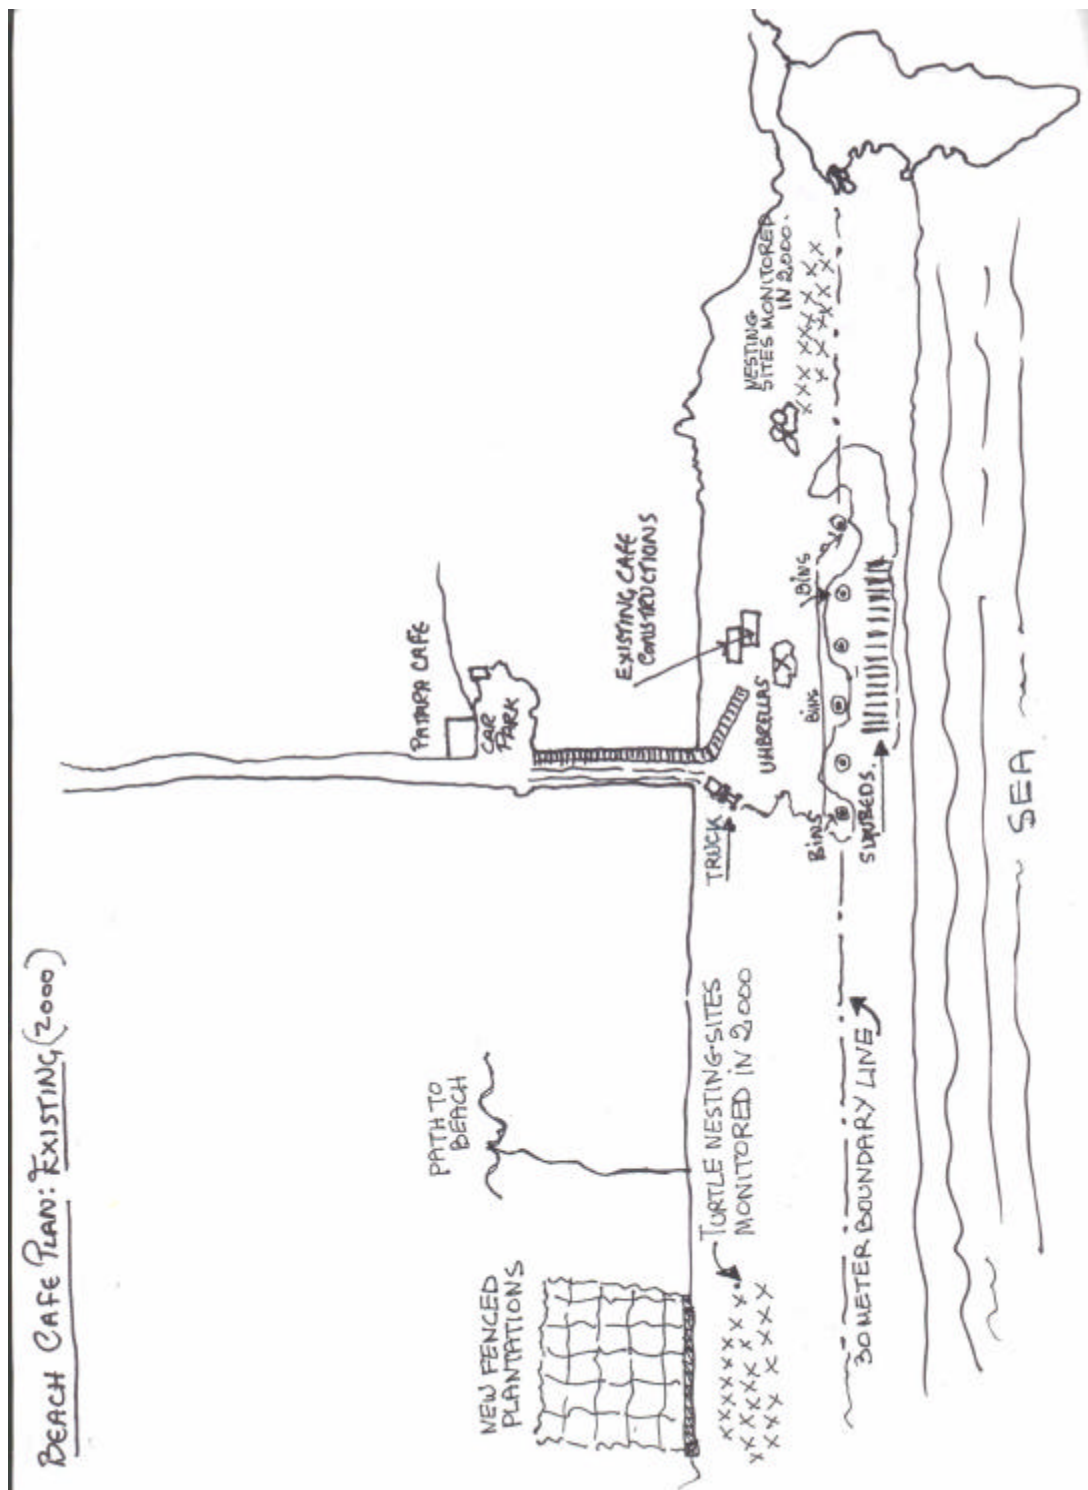 BEACH CAFE PLAN: EXISTING (2000)
PATARA CAFE
CAR
PARK
EXISTING CAFE
CONSTRUCTIONS
NESTING
SITES MONITORED
IN 2000.
PATH TO
BEACH
NEW FENCED
PLANTATIONS
TURTLE NESTING-SITES
MONITORED IN 2000
TRUCK
UMBRELLAS
BINS
BINS
BINS
SUNBEDS.
30 METER BOUNDARY LINE
SEA